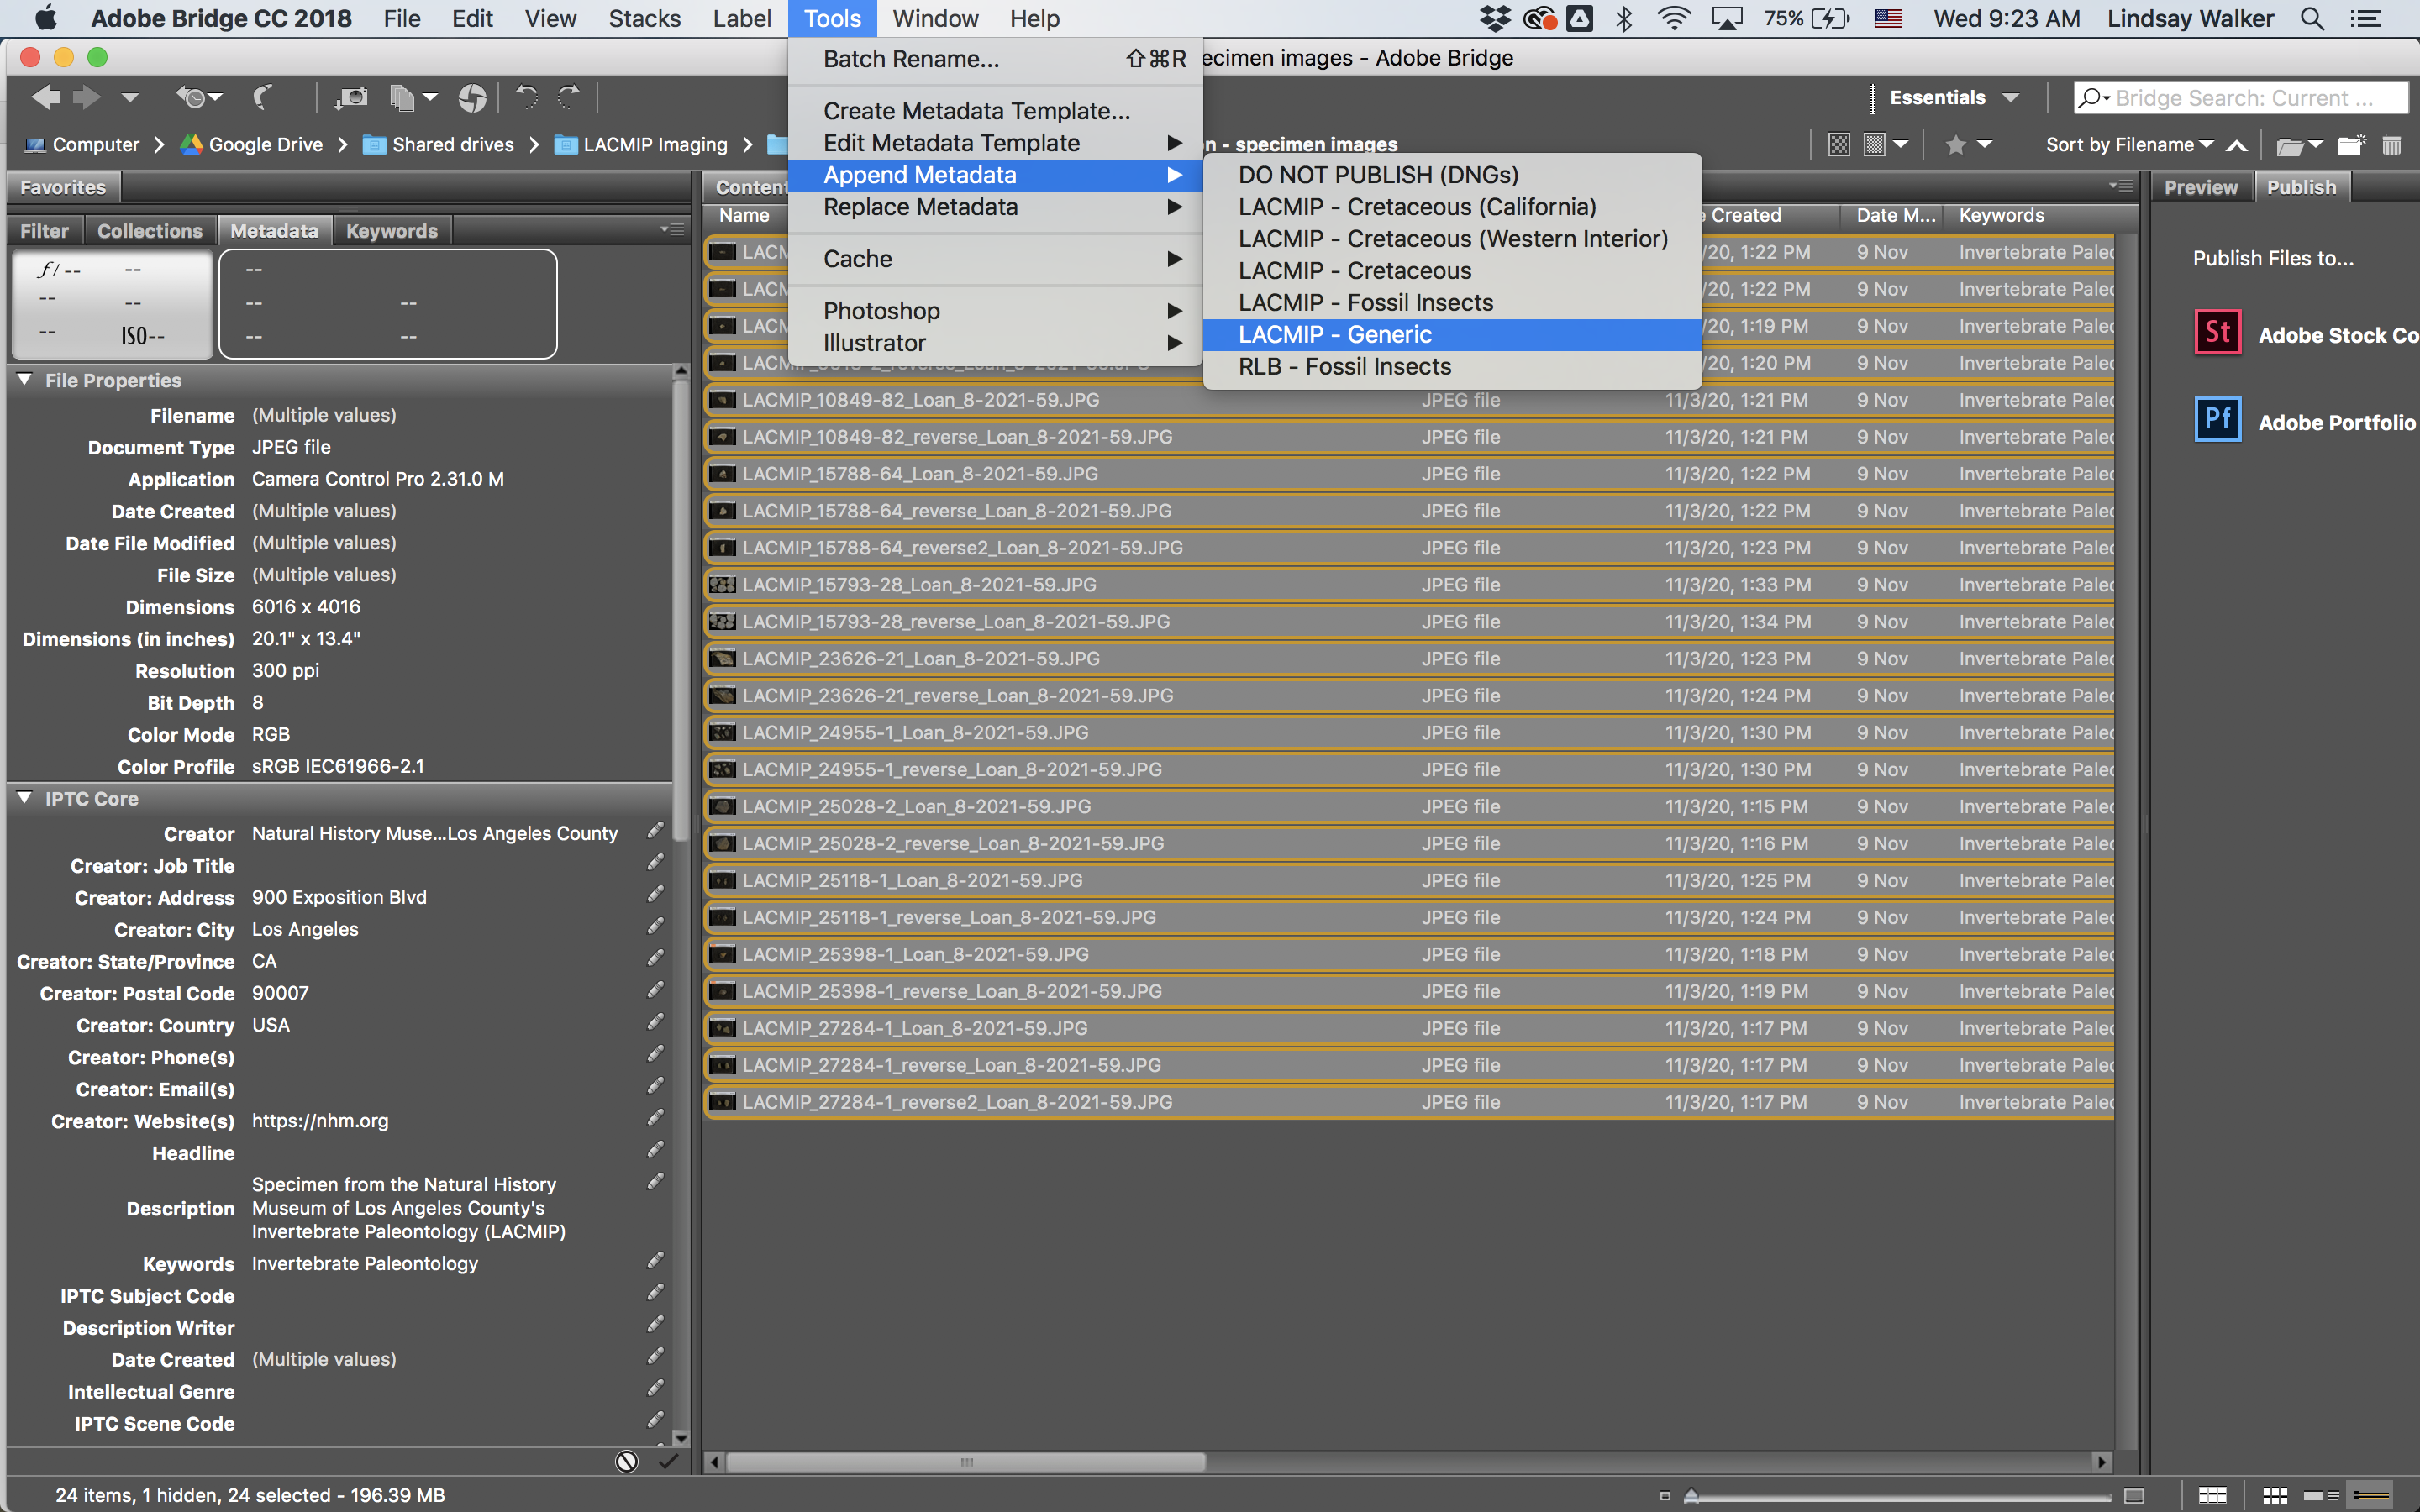 Adobe Bridge CC 2018 File Edit View Stacks Label Tools Window Help 75% Wed 9:23 AM Lindsay Walker
ecimen images - Adobe Bridge
Essentials
Bridge Search: Current ...
Computer Google Drive Shared drives LACMIP Imaging n - specimen images
Sort by Filename
Batch Rename... ⇧⌘R
Create Metadata Template...
Edit Metadata Template
Append Metadata
Replace Metadata
Cache
Photoshop
Illustrator
DO NOT PUBLISH (DNGs)
LACMIP - Cretaceous (California)
LACMIP - Cretaceous (Western Interior)
LACMIP - Cretaceous
LACMIP - Fossil Insects
LACMIP - Generic
RLB - Fossil Insects
Favorites
Filter Collections Metadata Keywords
f/ -- --
-- --
-- ISO--
--
-- --
-- --
File Properties
Filename (Multiple values)
Document Type JPEG file
Application Camera Control Pro 2.31.0 M
Date Created (Multiple values)
Date File Modified (Multiple values)
File Size (Multiple values)
Dimensions 6016 x 4016
Dimensions (in inches) 20.1" x 13.4"
Resolution 300 ppi
Bit Depth 8
Color Mode RGB
Color Profile sRGB IEC61966-2.1
IPTC Core
Creator Natural History Muse...Los Angeles County
Creator: Job Title
Creator: Address 900 Exposition Blvd
Creator: City Los Angeles
Creator: State/Province CA
Creator: Postal Code 90007
Creator: Country USA
Creator: Phone(s)
Creator: Email(s)
Creator: Website(s) https://nhm.org
Headline
Description Specimen from the Natural History
Museum of Los Angeles County's
Invertebrate Paleontology (LACMIP)
Keywords Invertebrate Paleontology
IPTC Subject Code
Description Writer
Date Created (Multiple values)
Intellectual Genre
IPTC Scene Code
Content
Name Created Date M... Keywords
LACM /20, 1:22 PM 9 Nov Invertebrate Paleo
LACM /20, 1:22 PM 9 Nov Invertebrate Paleo
LACM /20, 1:19 PM 9 Nov Invertebrate Paleo
LACM /20, 1:20 PM 9 Nov Invertebrate Paleo
LACMIP_10849-82_Loan_8-2021-59.JPG JPEG file 11/3/20, 1:21 PM 9 Nov Invertebrate Paleo
LACMIP_10849-82_reverse_Loan_8-2021-59.JPG JPEG file 11/3/20, 1:21 PM 9 Nov Invertebrate Paleo
LACMIP_15788-64_Loan_8-2021-59.JPG JPEG file 11/3/20, 1:22 PM 9 Nov Invertebrate Paleo
LACMIP_15788-64_reverse_Loan_8-2021-59.JPG JPEG file 11/3/20, 1:22 PM 9 Nov Invertebrate Paleo
LACMIP_15788-64_reverse2_Loan_8-2021-59.JPG JPEG file 11/3/20, 1:23 PM 9 Nov Invertebrate Paleo
LACMIP_15793-28_Loan_8-2021-59.JPG JPEG file 11/3/20, 1:33 PM 9 Nov Invertebrate Paleo
LACMIP_15793-28_reverse_Loan_8-2021-59.JPG JPEG file 11/3/20, 1:34 PM 9 Nov Invertebrate Paleo
LACMIP_23626-21_Loan_8-2021-59.JPG JPEG file 11/3/20, 1:23 PM 9 Nov Invertebrate Paleo
LACMIP_23626-21_reverse_Loan_8-2021-59.JPG JPEG file 11/3/20, 1:24 PM 9 Nov Invertebrate Paleo
LACMIP_24955-1_Loan_8-2021-59.JPG JPEG file 11/3/20, 1:30 PM 9 Nov Invertebrate Paleo
LACMIP_24955-1_reverse_Loan_8-2021-59.JPG JPEG file 11/3/20, 1:30 PM 9 Nov Invertebrate Paleo
LACMIP_25028-2_Loan_8-2021-59.JPG JPEG file 11/3/20, 1:15 PM 9 Nov Invertebrate Paleo
LACMIP_25028-2_reverse_Loan_8-2021-59.JPG JPEG file 11/3/20, 1:16 PM 9 Nov Invertebrate Paleo
LACMIP_25118-1_Loan_8-2021-59.JPG JPEG file 11/3/20, 1:25 PM 9 Nov Invertebrate Paleo
LACMIP_25118-1_reverse_Loan_8-2021-59.JPG JPEG file 11/3/20, 1:24 PM 9 Nov Invertebrate Paleo
LACMIP_25398-1_Loan_8-2021-59.JPG JPEG file 11/3/20, 1:18 PM 9 Nov Invertebrate Paleo
LACMIP_25398-1_reverse_Loan_8-2021-59.JPG JPEG file 11/3/20, 1:19 PM 9 Nov Invertebrate Paleo
LACMIP_27284-1_Loan_8-2021-59.JPG JPEG file 11/3/20, 1:17 PM 9 Nov Invertebrate Paleo
LACMIP_27284-1_reverse_Loan_8-2021-59.JPG JPEG file 11/3/20, 1:17 PM 9 Nov Invertebrate Paleo
LACMIP_27284-1_reverse2_Loan_8-2021-59.JPG JPEG file 11/3/20, 1:17 PM 9 Nov Invertebrate Paleo
Preview Publish
Publish Files to...
St Adobe Stock Co
Pf Adobe Portfolio
24 items, 1 hidden, 24 selected - 196.39 MB